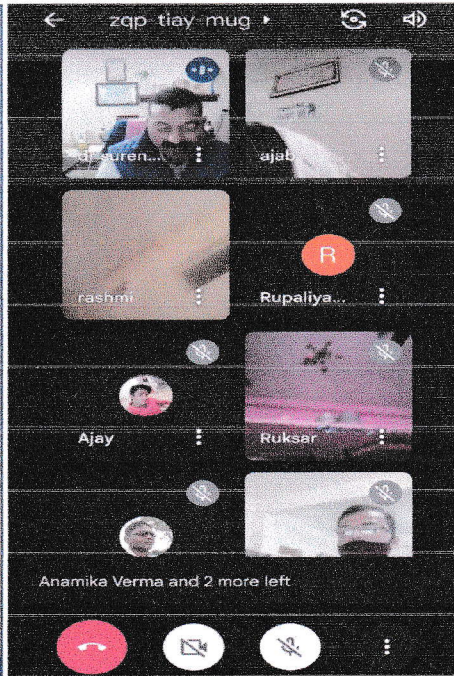 zqp-tiay-mug
ajab
rashmi
R
Rupaliya...
Ajay
Ruksar
Anamika Verma and 2 more left